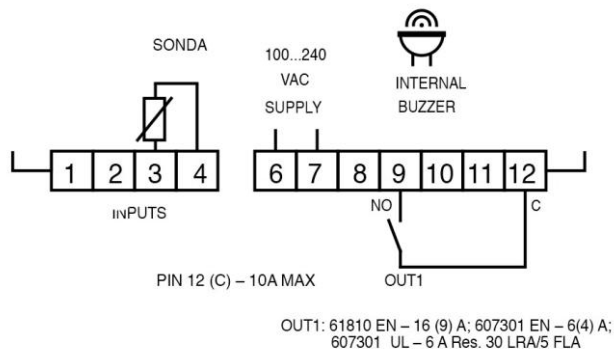 SONDA
100...240
VAC
SUPPLY
INTERNAL
BUZZER
1 2 3 4 6 7 8 9 10 11 12
INPUTS
NO
C
PIN 12 (C) – 10A MAX
OUT1
OUT1: 61810 EN – 16 (9) A; 607301 EN – 6(4) A;
607301 UL – 6 A Res. 30 LRA/5 FLA